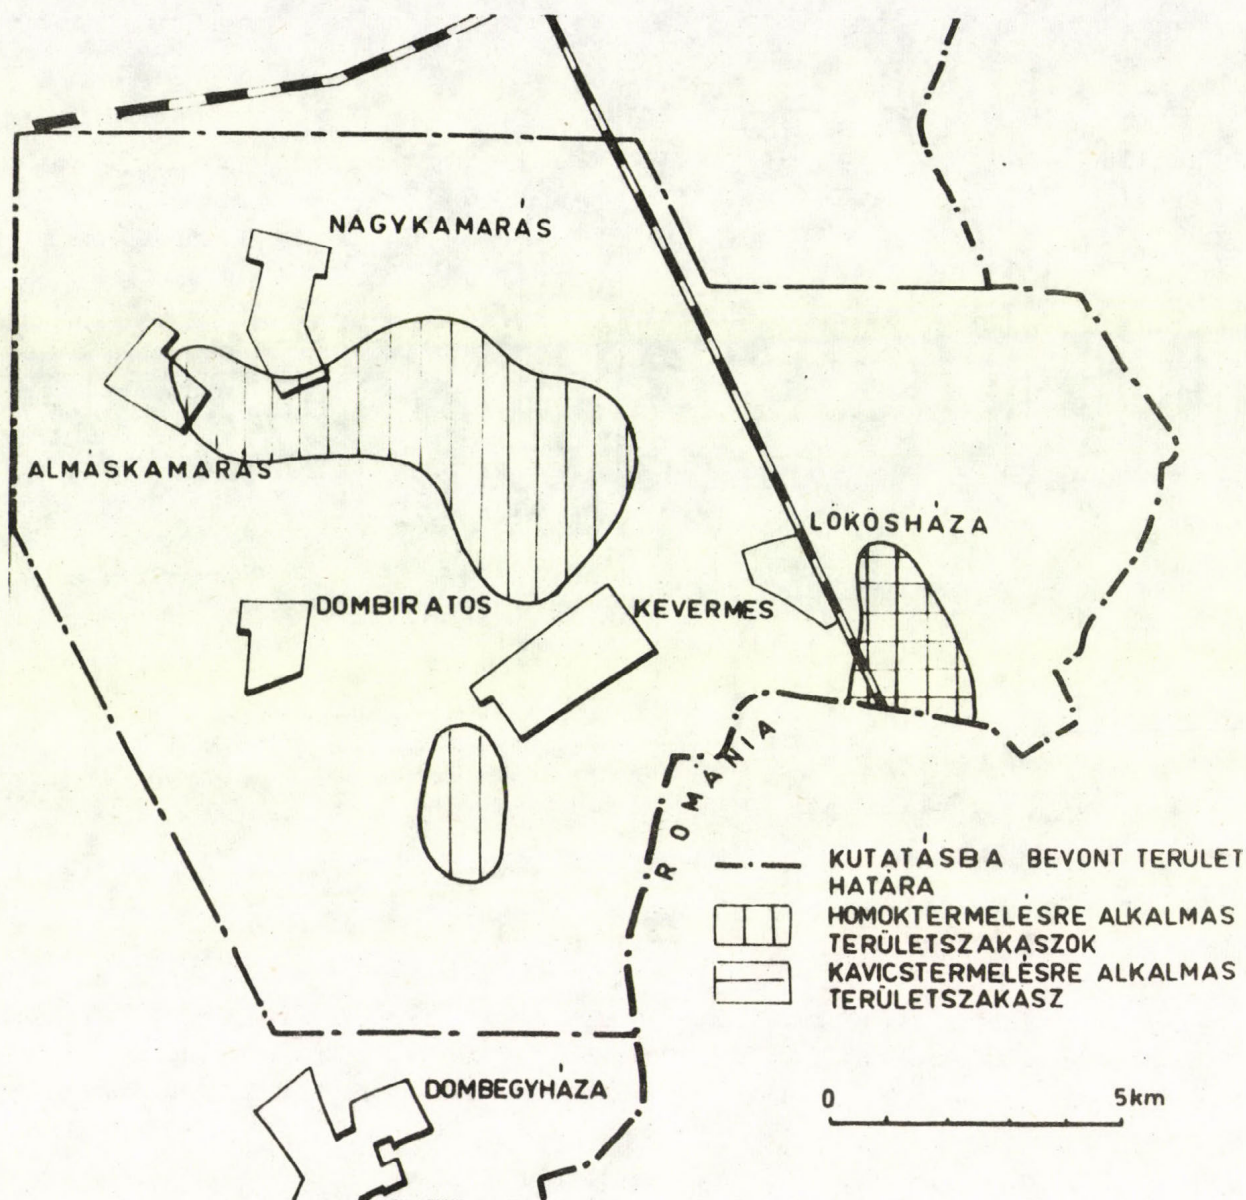 NAGYKAMARÁS
ALMÁSKAMARÁS
LŐKÖSHÁZA
DOMBIRATOS
KEVERMES
ROMÁNIA
KUTATÁSBA BEVONT TERÜLET
HATÁRA
HOMOKTERMELÉSRE ALKALMAS
TERÜLETSZAKASZOK
KAVICSTERMELÉSRE ALKALMAS
TERÜLETSZAKASZ
DOMBEGYHÁZA
0 5km